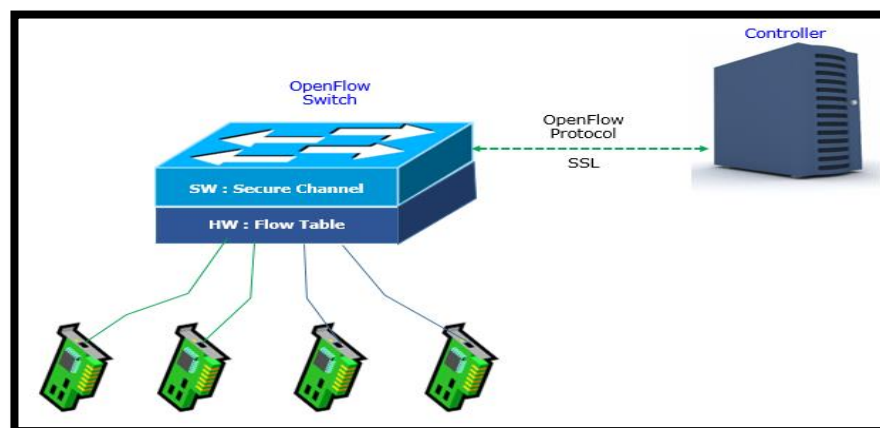 Controller
OpenFlow
Switch
OpenFlow
Protocol
SSL
SW : Secure Channel
HW : Flow Table